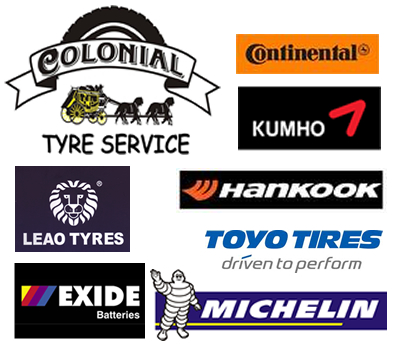 COLONIAL
TYRE SERVICE
Continental
KUMHO
HANKOOK
LEAO TYRES
TOYO TIRES
driven to perform
EXIDE
Batteries
MICHELIN